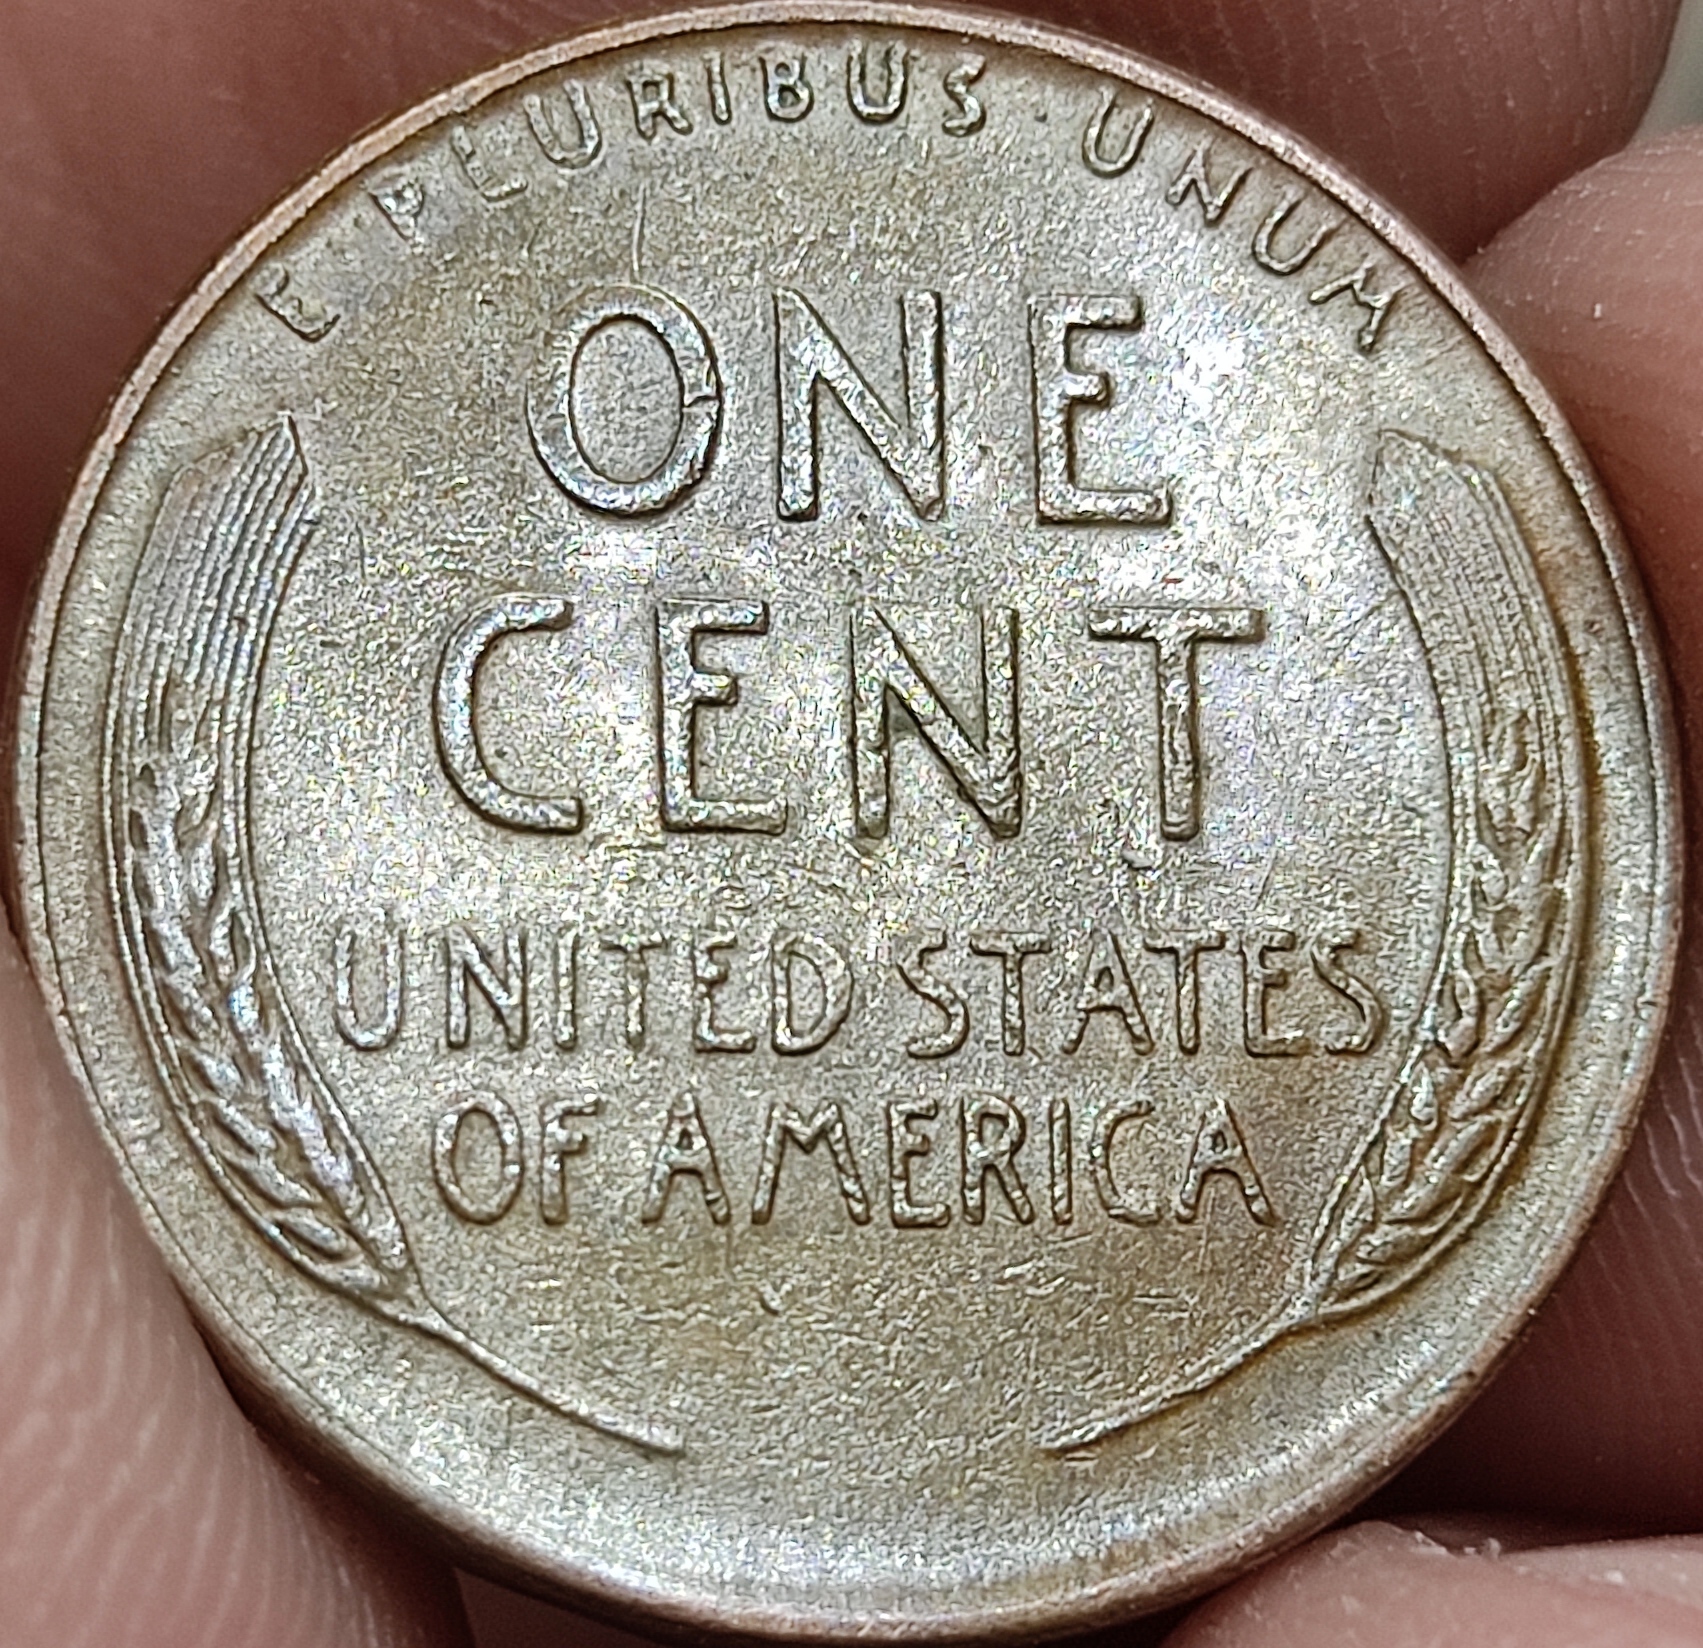 E PLURIBUS · UNUM
ONE
CENT
UNITED STATES
OF AMERICA